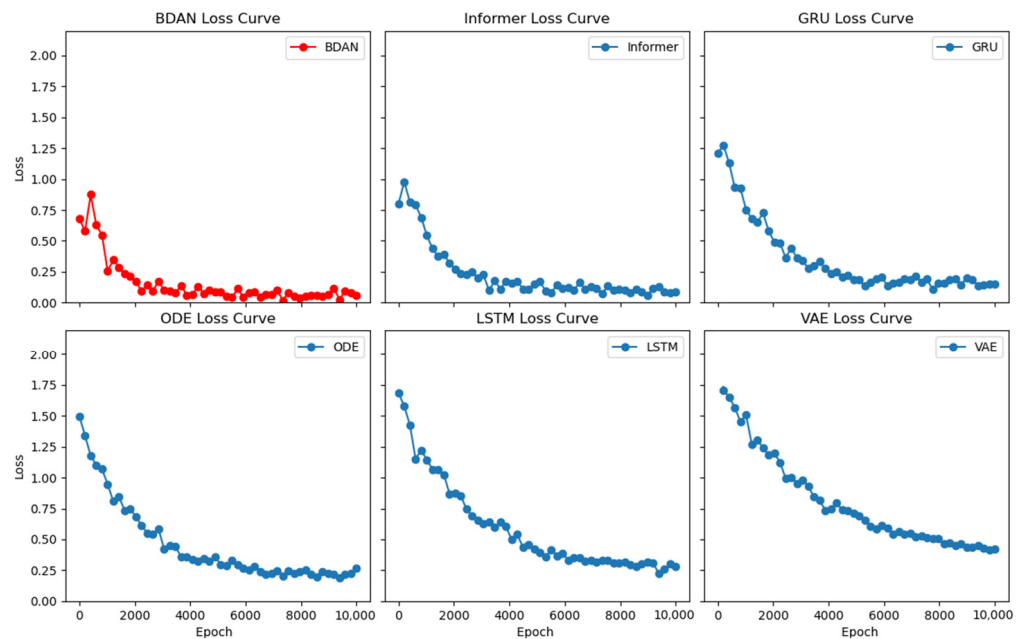 BDAN Loss Curve
Informer Loss Curve
GRU Loss Curve
BDAN
Informer
GRU
2.00
1.75
1.50
1.25
1.00
0.75
0.50
0.25
0.00
Loss
ODE Loss Curve
LSTM Loss Curve
VAE Loss Curve
ODE
LSTM
VAE
2.00
1.75
1.50
1.25
1.00
0.75
0.50
0.25
0.00
Loss
0 2000 4000 6000 8000 10,000
0 2000 4000 6000 8000 10,000
0 2000 4000 6000 8000 10,000
Epoch
Epoch
Epoch